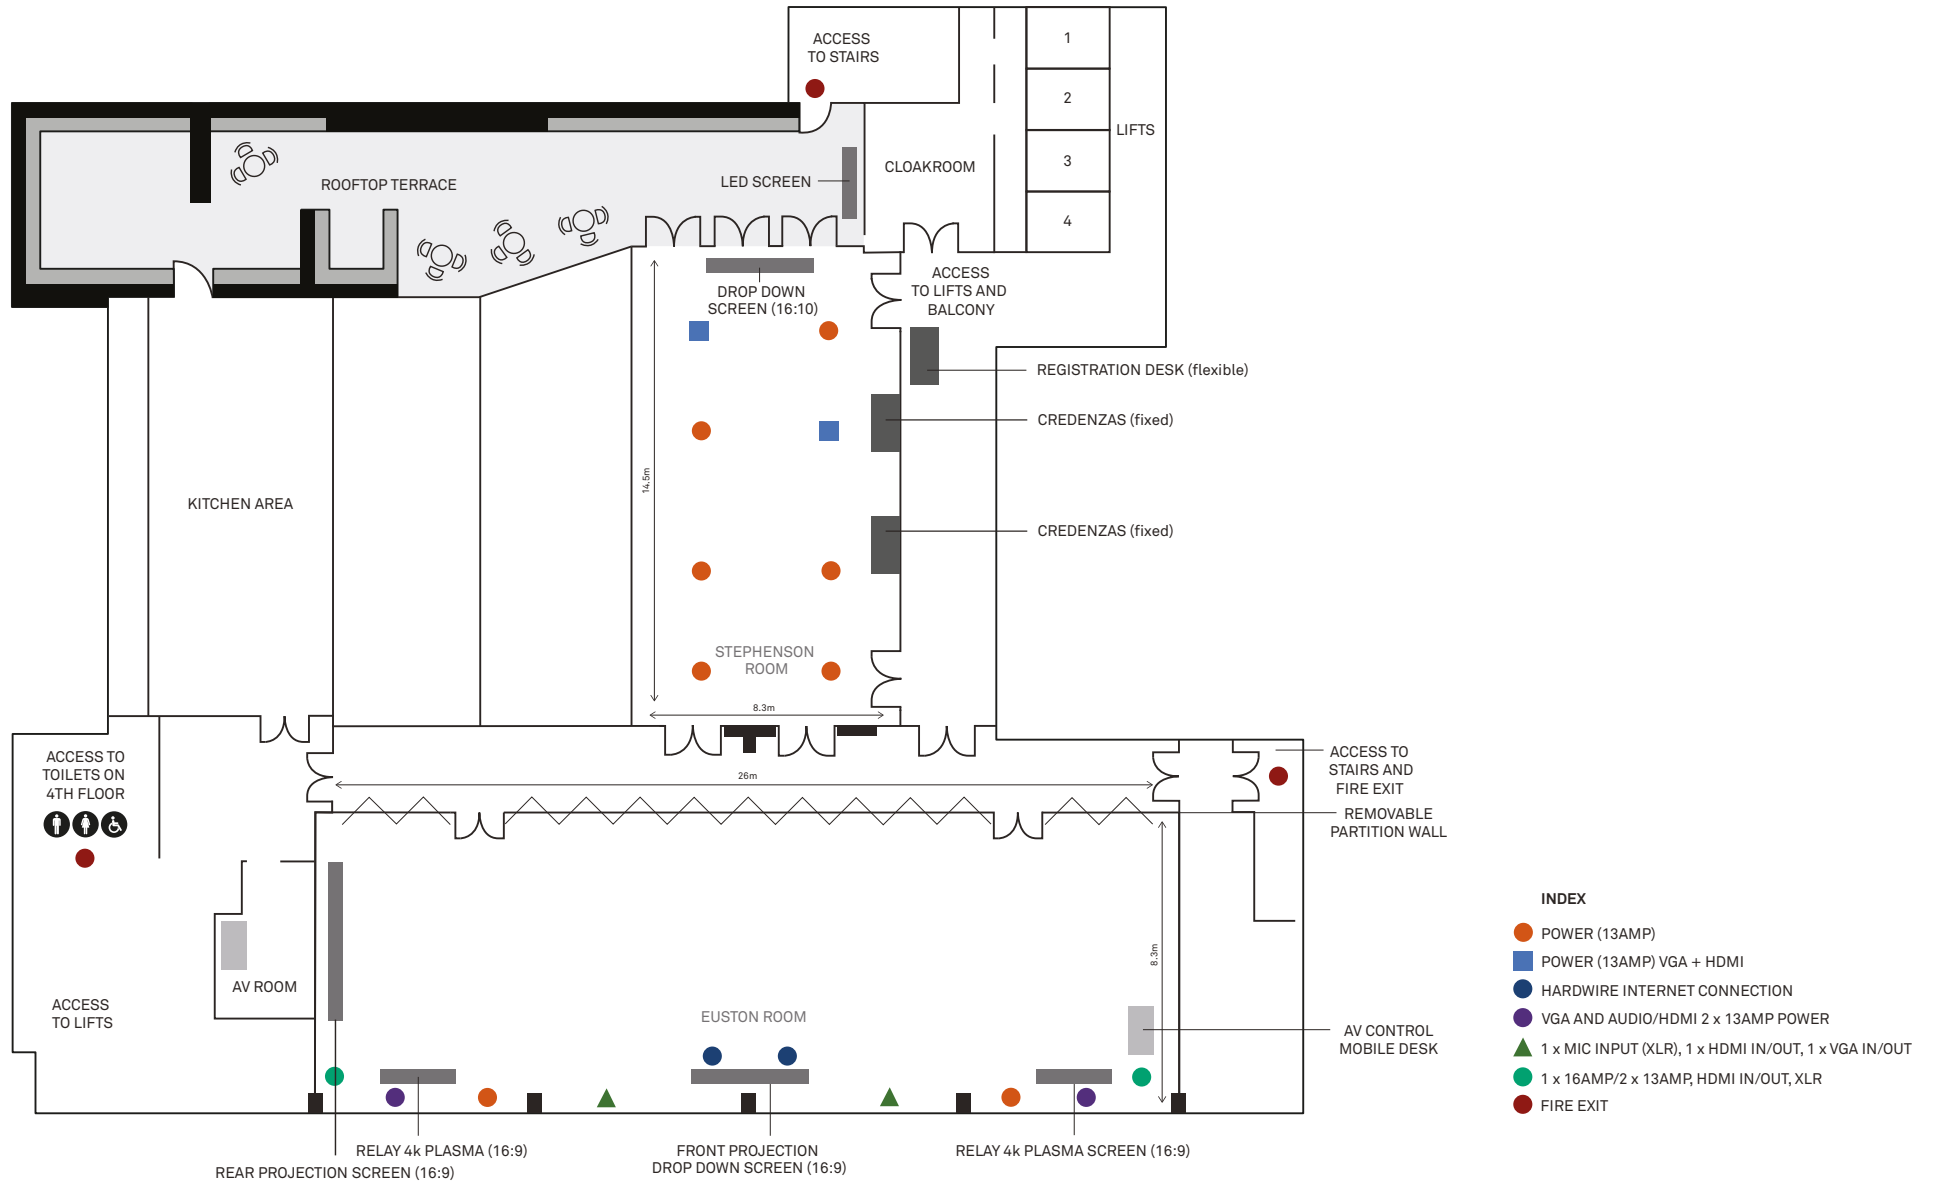 ACCESS
TO STAIRS
1
2
3
4
LIFTS
CLOAKROOM
LED SCREEN
ROOFTOP TERRACE
DROP DOWN
SCREEN (16:10)
ACCESS
TO LIFTS AND
BALCONY
REGISTRATION DESK (flexible)
CREDENZAS (fixed)
CREDENZAS (fixed)
KITCHEN AREA
14.5m
STEPHENSON
ROOM
8.3m
ACCESS TO
TOILETS ON
4TH FLOOR
26m
ACCESS TO
STAIRS AND
FIRE EXIT
REMOVABLE
PARTITION WALL
8.3m
AV ROOM
ACCESS
TO LIFTS
EUSTON ROOM
AV CONTROL
MOBILE DESK
RELAY 4k PLASMA (16:9)
REAR PROJECTION SCREEN (16:9)
FRONT PROJECTION
DROP DOWN SCREEN (16:9)
RELAY 4k PLASMA SCREEN (16:9)
INDEX
POWER (13AMP)
POWER (13AMP) VGA + HDMI
HARDWIRE INTERNET CONNECTION
VGA AND AUDIO/HDMI 2 x 13AMP POWER
1 x MIC INPUT (XLR), 1 x HDMI IN/OUT, 1 x VGA IN/OUT
1 x 16AMP/2 x 13AMP, HDMI IN/OUT, XLR
FIRE EXIT